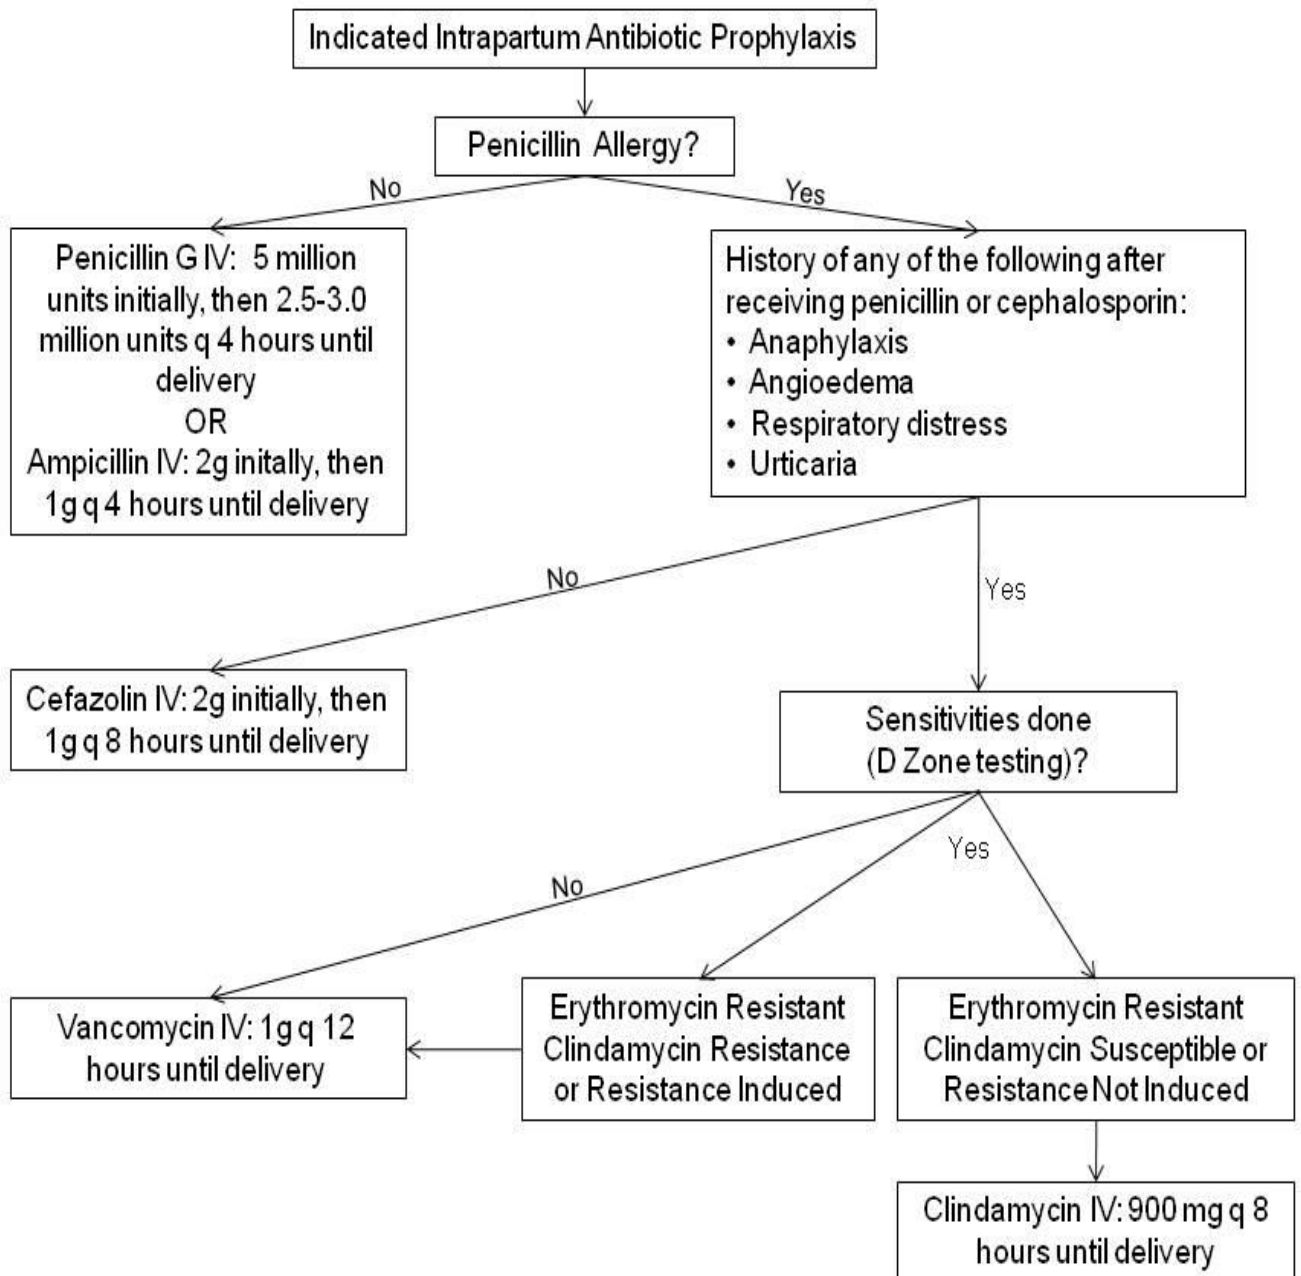 Indicated Intrapartum Antibiotic Prophylaxis
Penicillin Allergy?
No
Yes
Penicillin G IV: 5 million
units initially, then 2.5-3.0
million units q 4 hours until
delivery
OR
Ampicillin IV: 2g initally, then
1g q 4 hours until delivery
History of any of the following after
receiving penicillin or cephalosporin:
• Anaphylaxis
• Angioedema
• Respiratory distress
• Urticaria
No
Yes
Cefazolin IV: 2g initially, then
1g q 8 hours until delivery
Sensitivities done
(D Zone testing)?
No
Yes
Vancomycin IV: 1g q 12
hours until delivery
Erythromycin Resistant
Clindamycin Resistance
or Resistance Induced
Erythromycin Resistant
Clindamycin Susceptible or
Resistance Not Induced
Clindamycin IV: 900 mg q 8
hours until delivery